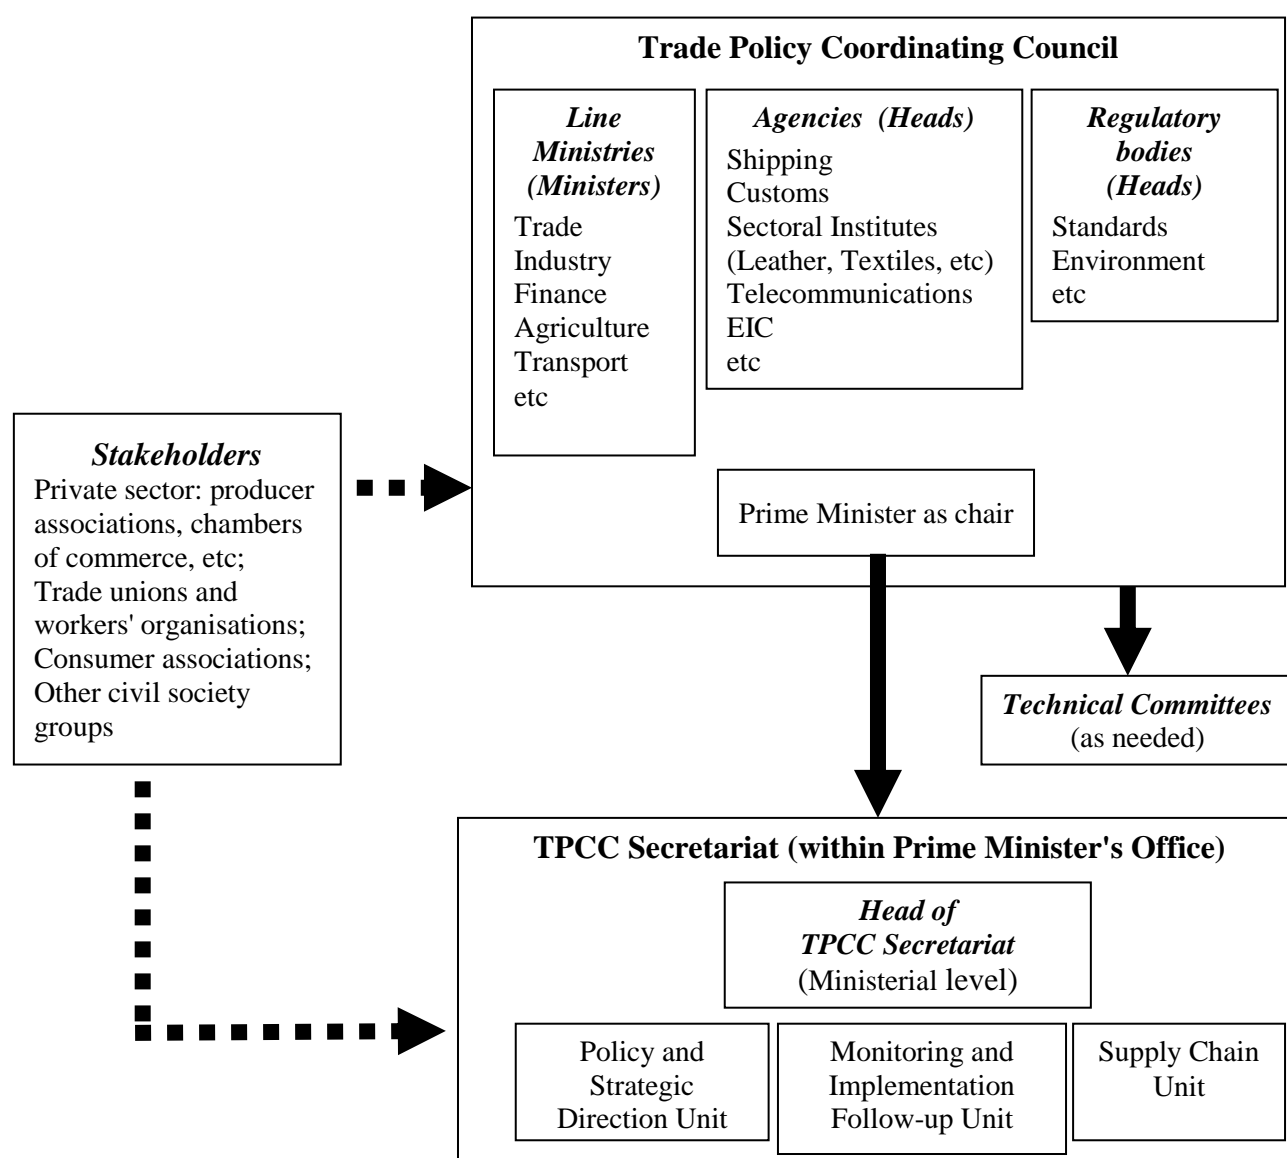 Trade Policy Coordinating Council
Line
Ministries
(Ministers)
Trade
Industry
Finance
Agriculture
Transport
etc
Agencies (Heads)
Shipping
Customs
Sectoral Institutes
(Leather, Textiles, etc)
Telecommunications
EIC
etc
Regulatory
bodies
(Heads)
Standards
Environment
etc
Prime Minister as chair
Stakeholders
Private sector: producer
associations, chambers
of commerce, etc;
Trade unions and
workers' organisations;
Consumer associations;
Other civil society
groups
Technical Committees
(as needed)
TPCC Secretariat (within Prime Minister's Office)
Head of
TPCC Secretariat
(Ministerial level)
Policy and
Strategic
Direction Unit
Monitoring and
Implementation
Follow-up Unit
Supply Chain
Unit